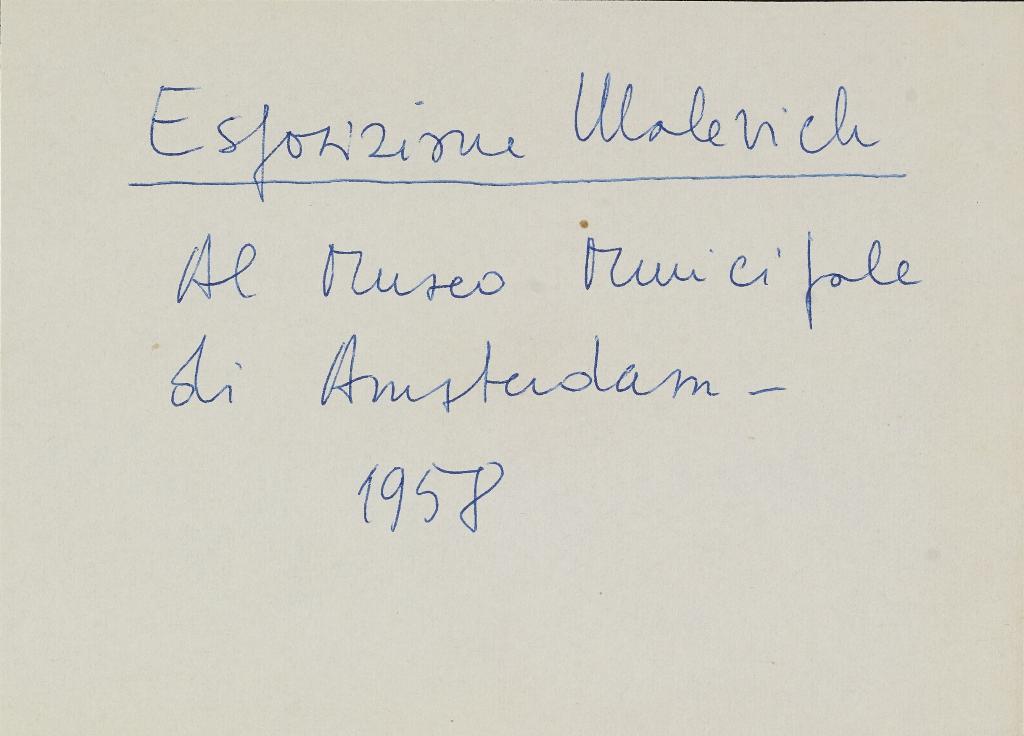 Esposizione Malevich
Al Museo Municipale
di Amsterdam -
1958